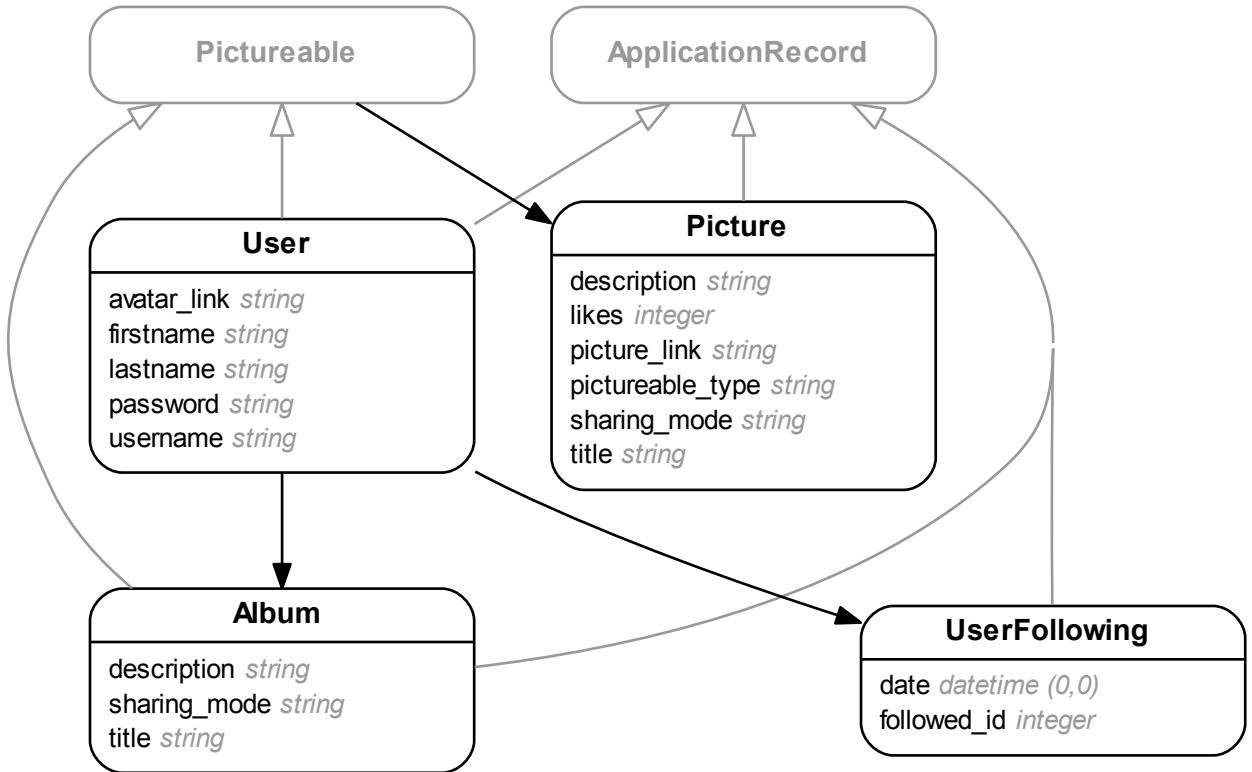 Pictureable
ApplicationRecord
User
avatar_link string
firstname string
lastname string
password string
username string
Picture
description string
likes integer
picture_link string
pictureable_type string
sharing_mode string
title string
Album
description string
sharing_mode string
title string
UserFollowing
date datetime (0,0)
followed_id integer